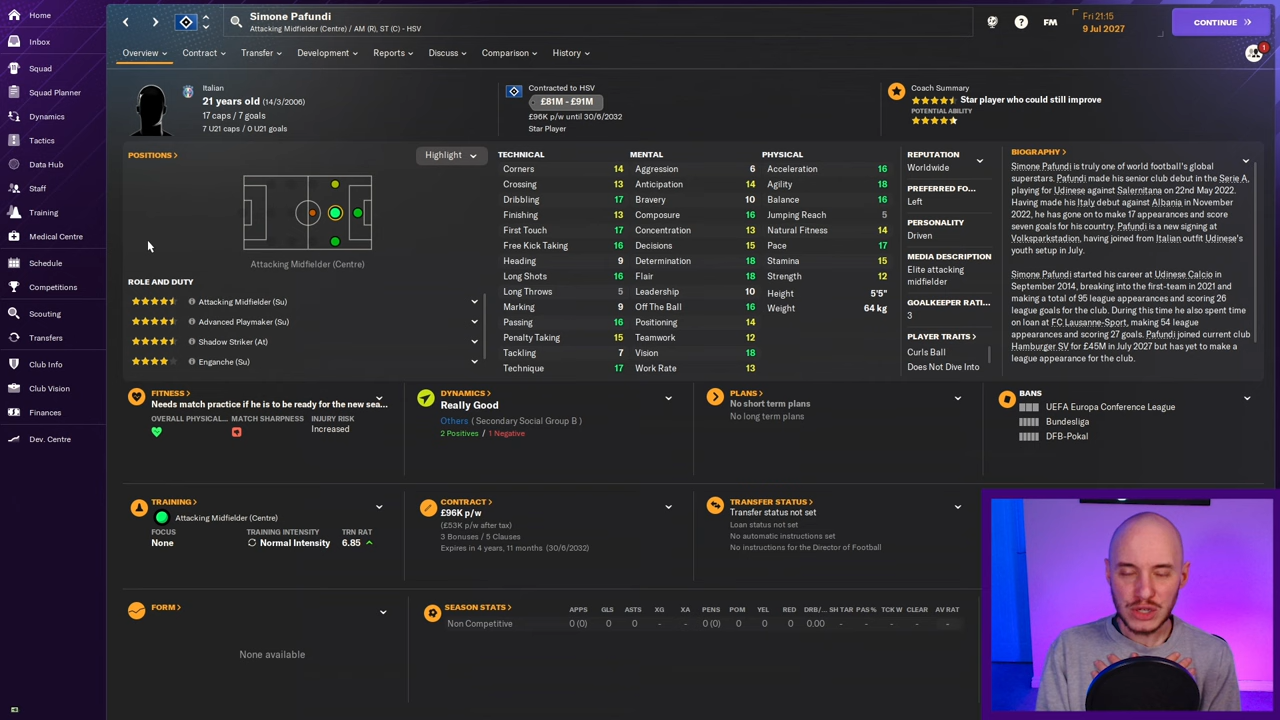 Home
Inbox
Squad
Squad Planner
Dynamics
Tactics
Data Hub
Staff
Training
Medical Centre
Schedule
Competitions
Scouting
Transfers
Club Info
Club Vision
Finances
Dev. Centre
Simone Pafundi
Attacking Midfielder (Centre) / AM (R), ST (C) - HSV
FM
Fri 21:15
9 Jul 2027
CONTINUE
Overview Contract Transfer Development Reports Discuss Comparison History
1
Italian
21 years old (14/3/2006)
17 caps / 7 goals
7 U21 caps / 0 U21 goals
Contracted to HSV
£81M - £91M
£96K p/w until 30/6/2032
Star Player
Coach Summary
Star player who could still improve
POTENTIAL ABILITY
POSITIONS
Highlight
Attacking Midfielder (Centre)
ROLE AND DUTY
Attacking Midfielder (Su)
Advanced Playmaker (Su)
Shadow Striker (At)
Enganche (Su)
TECHNICAL
Corners 14
Crossing 13
Dribbling 17
Finishing 13
First Touch 17
Free Kick Taking 16
Heading 9
Long Shots 16
Long Throws 5
Marking 9
Passing 16
Penalty Taking 15
Tackling 7
Technique 17
MENTAL
Aggression 6
Anticipation 14
Bravery 10
Composure 16
Concentration 13
Decisions 15
Determination 18
Flair 18
Leadership 10
Off The Ball 16
Positioning 14
Teamwork 12
Vision 18
Work Rate 13
PHYSICAL
Acceleration 16
Agility 18
Balance 16
Jumping Reach 5
Natural Fitness 14
Pace 17
Stamina 15
Strength 12
Height 5'5"
Weight 64 kg
REPUTATION
Worldwide
PREFERRED FO...
Left
PERSONALITY
Driven
MEDIA DESCRIPTION
Elite attacking
midfielder
GOALKEEPER RATI...
3
PLAYER TRAITS
Curls Ball
Does Not Dive Into
BIOGRAPHY
Simone Pafundi is truly one of world football's global
superstars. Pafundi made his senior club debut in the Serie A,
playing for Udinese against Salernitana on 22nd May 2022.
Having made his Italy debut against Albania in November
2022, he has gone on to make 17 appearances and score
seven goals for his country. Pafundi is a new signing at
Volksparkstadion, having joined from Italian outfit Udinese's
youth setup in July.
Simone Pafundi started his career at Udinese Calcio in
September 2014, breaking into the first-team in 2021 and
making a total of 95 league appearances and scoring 26
league goals for the club. During this time he also spent time
on loan at FC Lausanne-Sport, making 54 league
appearances and scoring 27 goals. Pafundi joined current club
Hamburger SV for £45M in July 2027 but has yet to make a
league appearance for the club.
FITNESS
Needs match practice if he is to be ready for the new sea...
OVERALL PHYSICAL... MATCH SHARPNESS INJURY RISK
Increased
DYNAMICS
Really Good
Others ( Secondary Social Group B )
2 Positives / 1 Negative
PLANS
No short term plans
No long term plans
BANS
UEFA Europa Conference League
Bundesliga
DFB-Pokal
TRAINING
Attacking Midfielder (Centre)
FOCUS TRAINING INTENSITY TRN RAT
None Normal Intensity 6.85
CONTRACT
£96K p/w
(£53K p/w after tax)
3 Bonuses / 5 Clauses
Expires in 4 years, 11 months (30/6/2032)
TRANSFER STATUS
Transfer status not set
Loan status not set
No automatic instructions set
No instructions for the Director of Football
FORM
None available
SEASON STATS APPS GLS ASTS XG XA PENS POM YEL RED DRB/... SH TAR PAS % TCK W CLEAR AV RAT
Non Competitive 0 (0) 0 0 - - 0 (0) 0 0 0 0.00 - - - - -